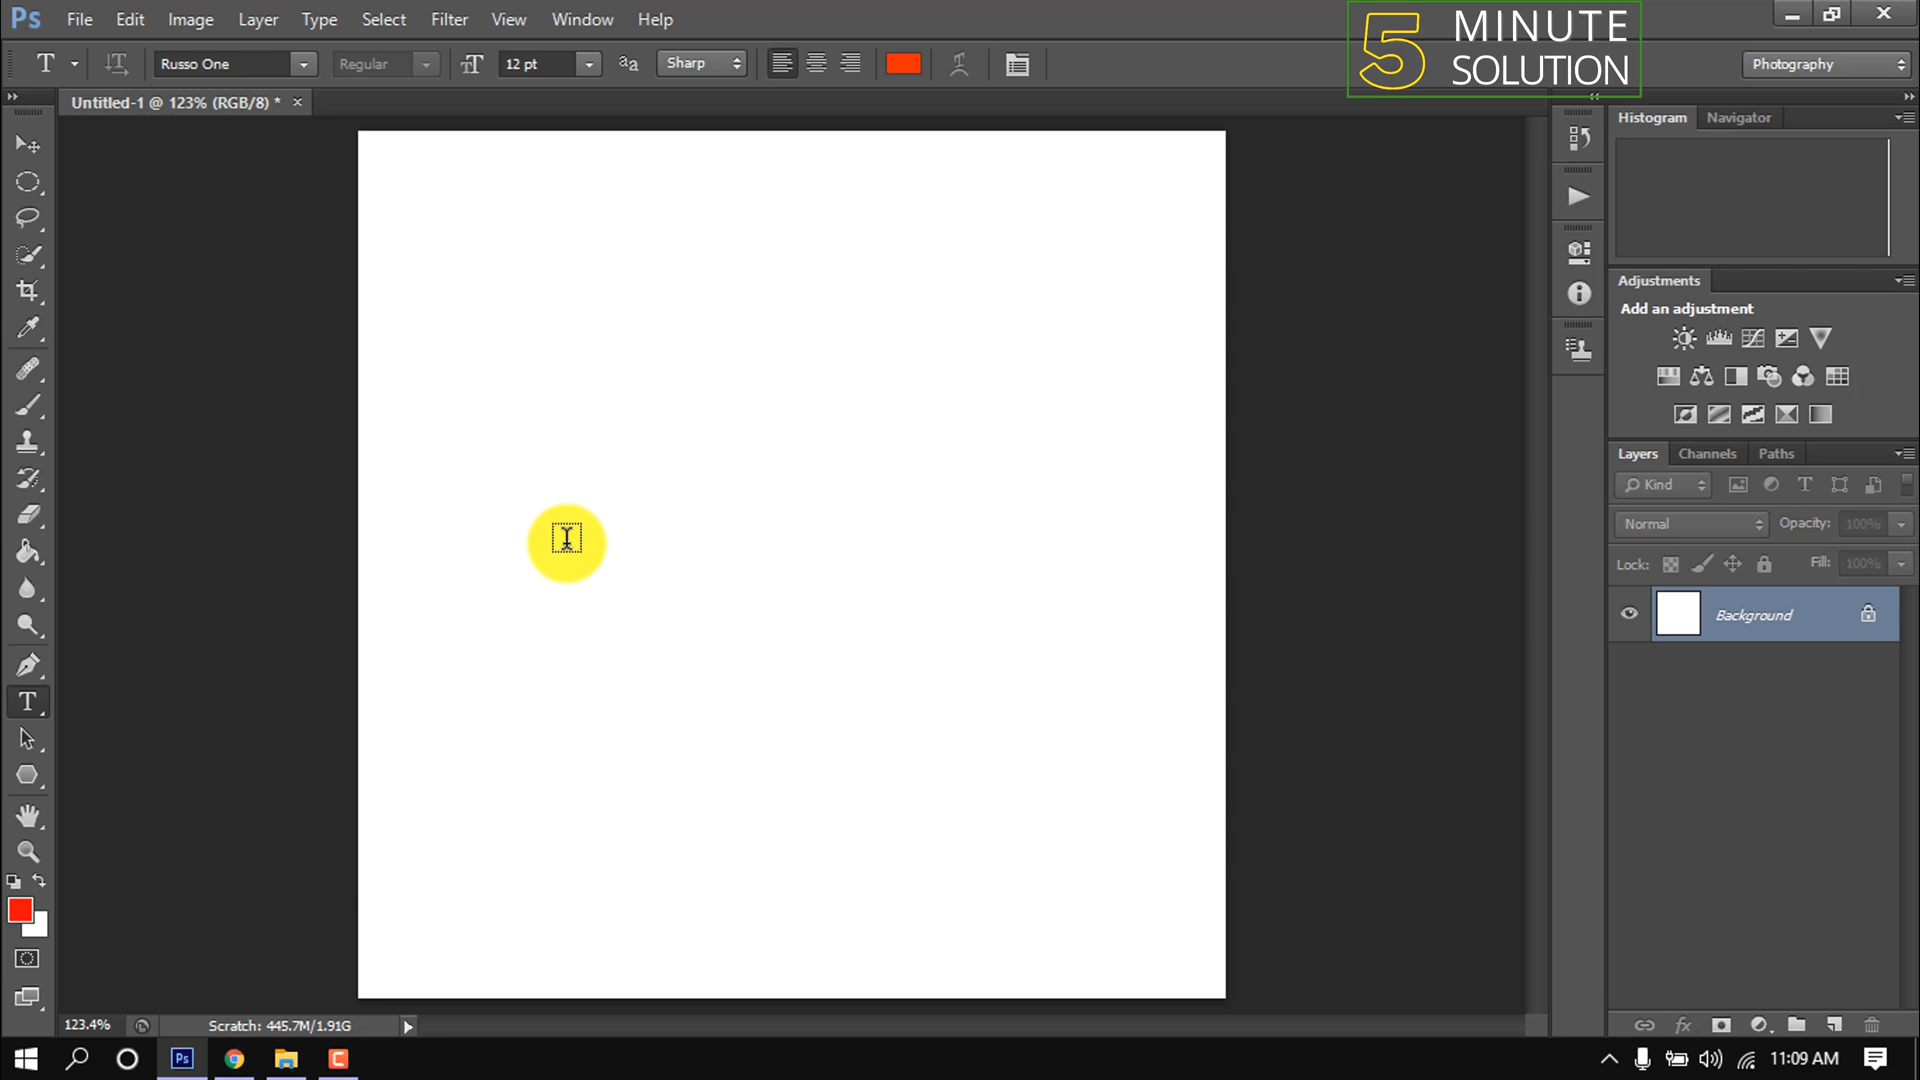 Ps File Edit Image Layer Type Select Filter View Window Help
5 MINUTE
SOLUTION
T Russo One Regular 12 pt Sharp Photography
Untitled-1 @ 123% (RGB/8) * ×
Histogram Navigator
Adjustments
Add an adjustment
Layers Channels Paths
Kind
Normal Opacity: 100%
Lock: Fill: 100%
Background
123.4% Scratch: 445.7M/1.91G
fx
Ps 11:09 AM